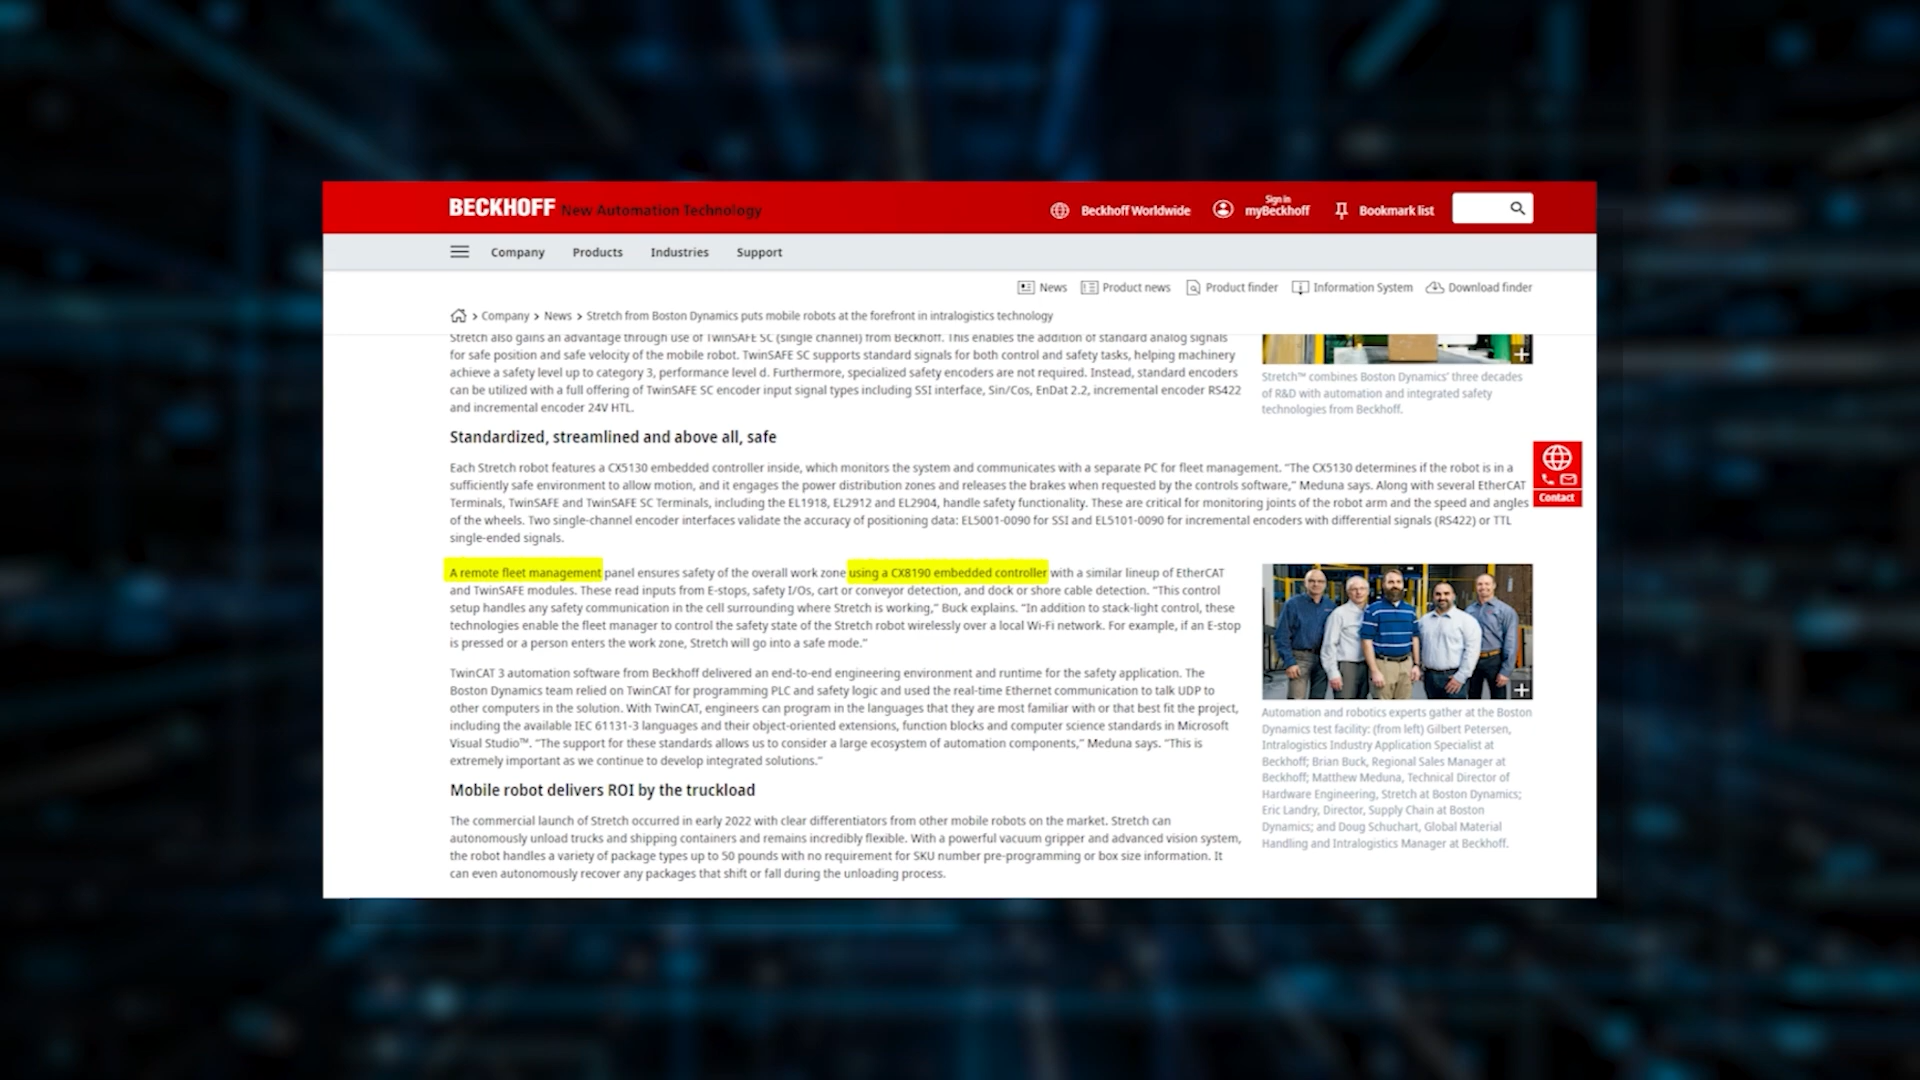 BECKHOFF New Automation Technology
Beckhoff Worldwide
Sign in
myBeckhoff
Bookmark list
Company Products Industries Support
News Product news Product finder Information System Download finder
Company > News > Stretch from Boston Dynamics puts mobile robots at the forefront in intralogistics technology
Stretch also gains an advantage through use of TwinSAFE SC (single channel) from Beckhoff. This enables the addition of standard analog signals
for safe position and safe velocity of the mobile robot. TwinSAFE SC supports standard signals for both control and safety tasks, helping machinery
achieve a safety level up to category 3, performance level d. Furthermore, specialized safety encoders are not required. Instead, standard encoders
can be utilized with a full offering of TwinSAFE SC encoder input signal types including SSI interface, Sin/Cos, EnDat 2.2, incremental encoder RS422
and incremental encoder 24V HTL.
Stretch™ combines Boston Dynamics' three decades
of R&D with automation and integrated safety
technologies from Beckhoff.
Standardized, streamlined and above all, safe
Each Stretch robot features a CX5130 embedded controller inside, which monitors the system and communicates with a separate PC for fleet management. "The CX5130 determines if the robot is in a
sufficiently safe environment to allow motion, and it engages the power distribution zones and releases the brakes when requested by the controls software," Meduna says. Along with several EtherCAT
Terminals, TwinSAFE and TwinSAFE SC Terminals, including the EL1918, EL2912 and EL2904, handle safety functionality. These are critical for monitoring joints of the robot arm and the speed and angles
of the wheels. Two single-channel encoder interfaces validate the accuracy of positioning data: EL5001-0090 for SSI and EL5101-0090 for incremental encoders with differential signals (RS422) or TTL
single-ended signals.
Contact
A remote fleet management panel ensures safety of the overall work zone using a CX8190 embedded controller with a similar lineup of EtherCAT
and TwinSAFE modules. These read inputs from E-stops, safety I/Os, cart or conveyor detection, and dock or shore cable detection. "This control
setup handles any safety communication in the cell surrounding where Stretch is working," Buck explains. "In addition to stack-light control, these
technologies enable the fleet manager to control the safety state of the Stretch robot wirelessly over a local Wi-Fi network. For example, if an E-stop
is pressed or a person enters the work zone, Stretch will go into a safe mode."
TwinCAT 3 automation software from Beckhoff delivered an end-to-end engineering environment and runtime for the safety application. The
Boston Dynamics team relied on TwinCAT for programming PLC and safety logic and used the real-time Ethernet communication to talk UDP to
other computers in the solution. With TwinCAT, engineers can program in the languages that they are most familiar with or that best fit the project,
including the available IEC 61131-3 languages and their object-oriented extensions, function blocks and computer science standards in Microsoft
Visual Studio™. "The support for these standards allows us to consider a large ecosystem of automation components," Meduna says. "This is
extremely important as we continue to develop integrated solutions."
Automation and robotics experts gather at the Boston
Dynamics test facility: (from left) Gilbert Petersen,
Intralogistics Industry Application Specialist at
Beckhoff; Brian Buck, Regional Sales Manager at
Beckhoff; Matthew Meduna, Technical Director of
Hardware Engineering, Stretch at Boston Dynamics;
Eric Landry, Director, Supply Chain at Boston
Dynamics; and Doug Schuchart, Global Material
Handling and Intralogistics Manager at Beckhoff.
Mobile robot delivers ROI by the truckload
The commercial launch of Stretch occurred in early 2022 with clear differentiators from other mobile robots on the market. Stretch can
autonomously unload trucks and shipping containers and remains incredibly flexible. With a powerful vacuum gripper and advanced vision system,
the robot handles a variety of package types up to 50 pounds with no requirement for SKU number pre-programming or box size information. It
can even autonomously recover any packages that shift or fall during the unloading process.